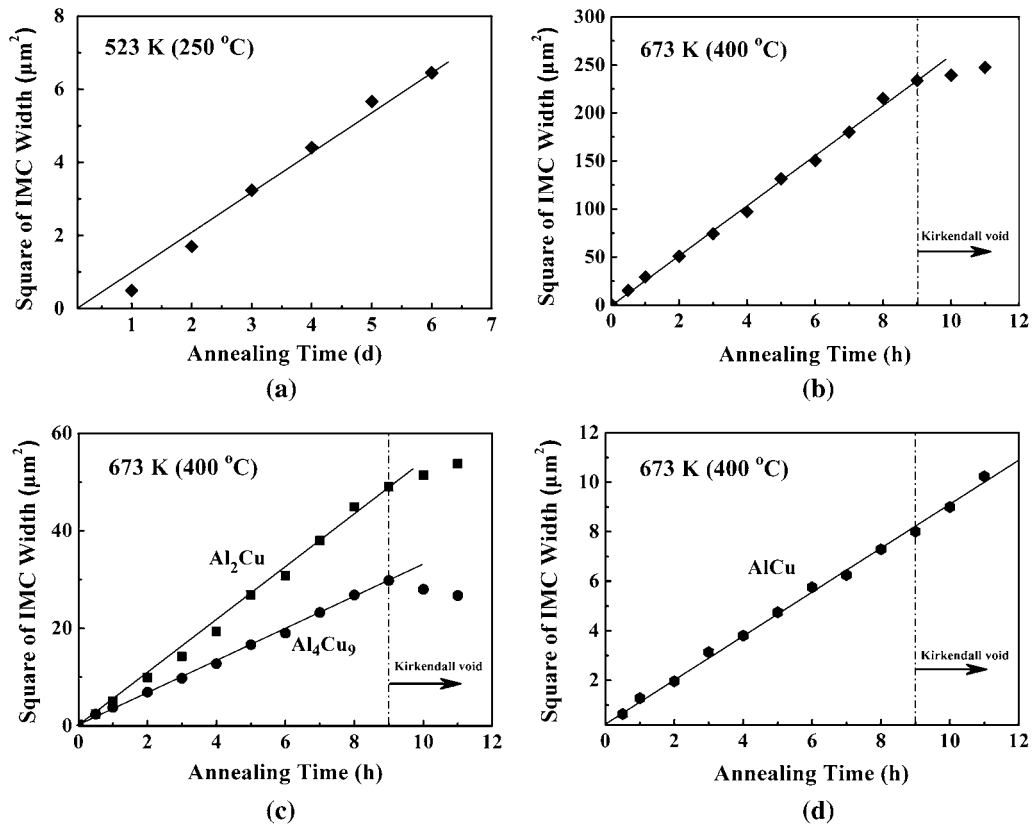 8
6
4
2
0
Square of IMC Width (μm²)
523 K (250 °C)
1 2 3 4 5 6 7
Annealing Time (d)
(a)
300
250
200
150
100
50
0
Square of IMC Width (μm²)
673 K (400 °C)
Kirkendall void
0 2 4 6 8 10 12
Annealing Time (h)
(b)
60
40
20
0
Square of IMC Width (μm²)
673 K (400 °C)
Al₂Cu
Al₄Cu₉
Kirkendall void
0 2 4 6 8 10 12
Annealing Time (h)
(c)
12
10
8
6
4
2
Square of IMC Width (μm²)
673 K (400 °C)
AlCu
Kirkendall void
0 2 4 6 8 10 12
Annealing Time (h)
(d)